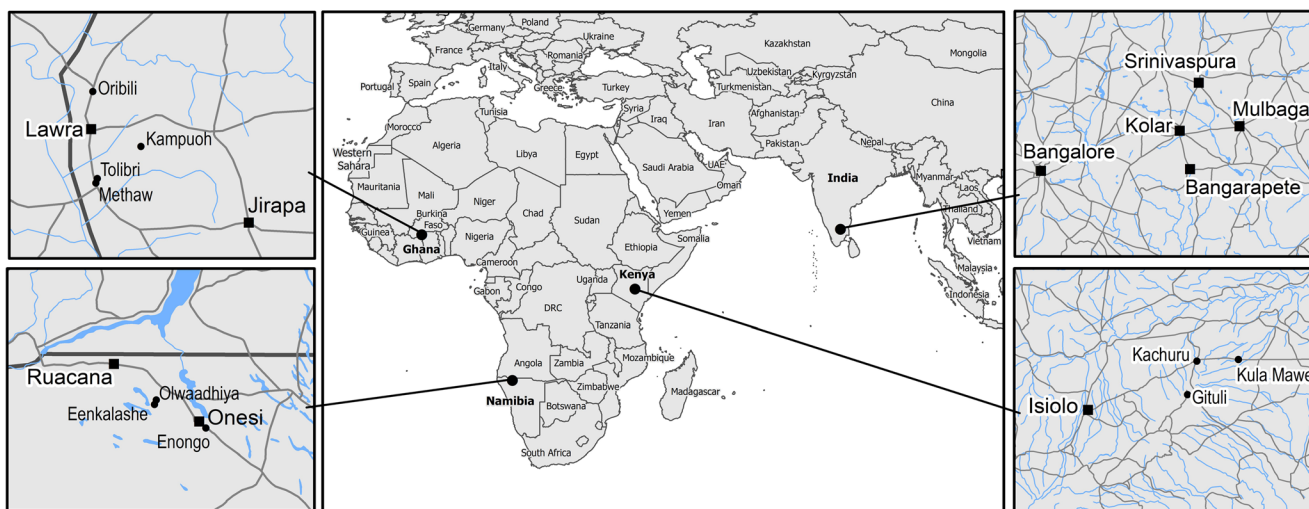 Oribili
Lawra
Kampuoh
Tolibri
Methaw
Jirapa
Ruacana
Olwaadhiya
Eenkalashe
Onesi
Enongo
Poland
Germany
Ukraine
France
Romania
Italy
Portugal
Spain
Greece
Turkey
Kazakhstan
Mongolia
Uzbekistan
Kyrgyzstan
Turkmenistan
China
Syria
Iraq
Iran
Afghanistan
Pakistan
Nepal
Tunisia
Morocco
Algeria
Libya
Egypt
Western
Sahara
Saudi Arabia
UAE
Oman
India
Myanmar
Laos
Thailand
Vietnam
Mauritania
Mali
Niger
Chad
Sudan
Yemen
Burkina
Faso
Guinea
Ghana
Nigeria
Ethiopia
Somalia
Cameroon
Malaysia
Indonesia
Gabon
Congo
Uganda
Kenya
DRC
Tanzania
Angola
Zambia
Mozambique
Zimbabwe
Madagascar
Namibia
Botswana
South Africa
Srinivaspura
Mulbaga
Kolar
Bangalore
Bangarapete
Kachuru
Kula Mawe
Gituli
Isiolo